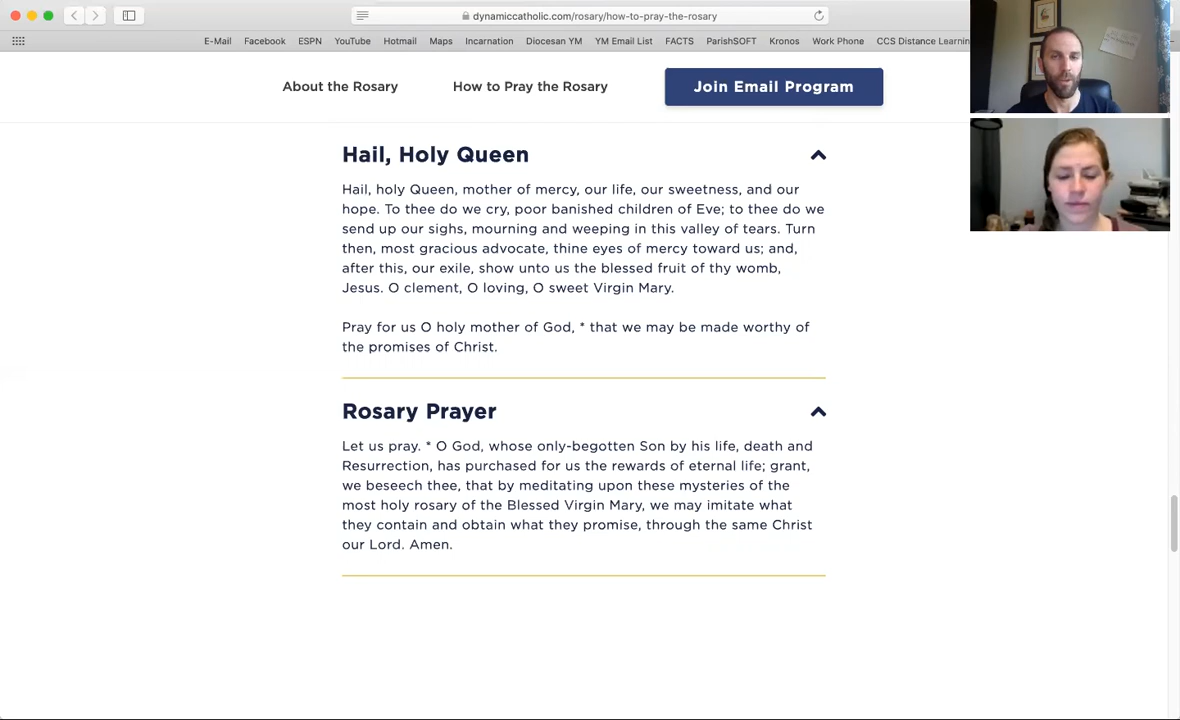 dynamiccatholic.com/rosary/how-to-pray-the-rosary
E-Mail Facebook ESPN YouTube Hotmail Maps Incarnation Diocesan YM YM Email List FACTS ParishSOFT Kronos Work Phone CCS Distance Learnin
About the Rosary How to Pray the Rosary Join Email Program
Hail, Holy Queen
Hail, holy Queen, mother of mercy, our life, our sweetness, and our
hope. To thee do we cry, poor banished children of Eve; to thee do we
send up our sighs, mourning and weeping in this valley of tears. Turn
then, most gracious advocate, thine eyes of mercy toward us; and,
after this, our exile, show unto us the blessed fruit of thy womb,
Jesus. O clement, O loving, O sweet Virgin Mary.
Pray for us O holy mother of God, * that we may be made worthy of
the promises of Christ.
Rosary Prayer
Let us pray. * O God, whose only-begotten Son by his life, death and
Resurrection, has purchased for us the rewards of eternal life; grant,
we beseech thee, that by meditating upon these mysteries of the
most holy rosary of the Blessed Virgin Mary, we may imitate what
they contain and obtain what they promise, through the same Christ
our Lord. Amen.